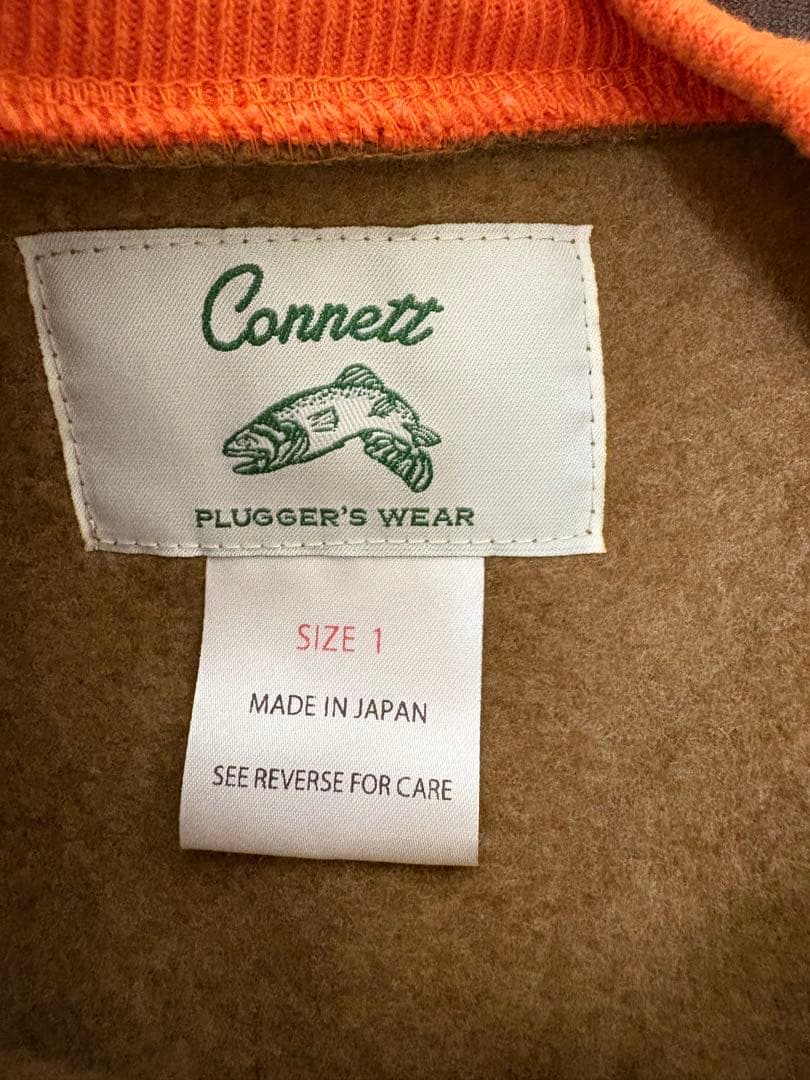 Connett
PLUGGER'S WEAR
SIZE 1
MADE IN JAPAN
SEE REVERSE FOR CARE